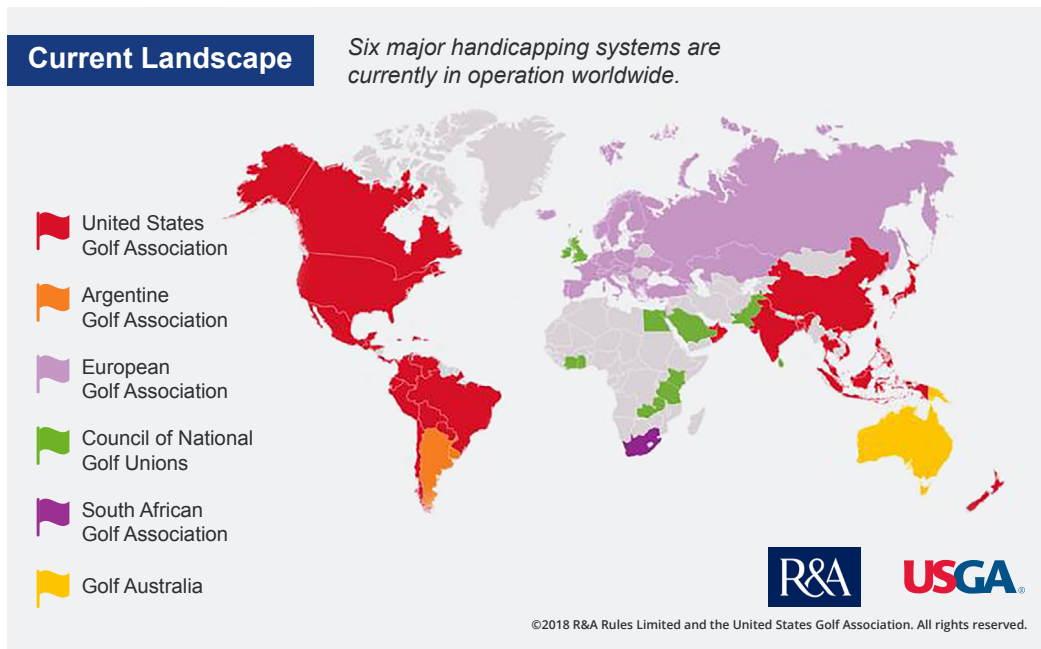 Current Landscape
Six major handicapping systems are
currently in operation worldwide.
United States
Golf Association
Argentine
Golf Association
European
Golf Association
Council of National
Golf Unions
South African
Golf Association
Golf Australia
R&A
USGA®
©2018 R&A Rules Limited and the United States Golf Association. All rights reserved.